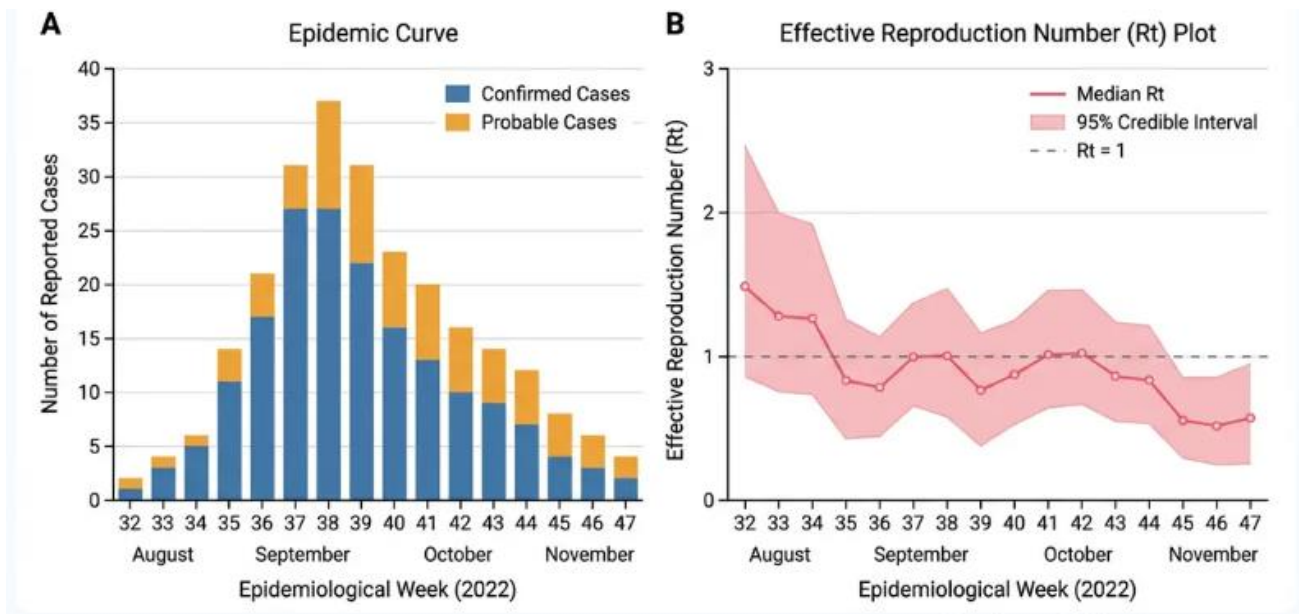 A
Epidemic Curve
Number of Reported Cases
40
35
30
25
20
15
10
5
0
Confirmed Cases
Probable Cases
32 33 34 35 36 37 38 39 40 41 42 43 44 45 46 47
August September October November
Epidemiological Week (2022)
B
Effective Reproduction Number (Rt) Plot
Effective Reproduction Number (Rt)
3
2
1
0
Median Rt
95% Credible Interval
Rt = 1
32 33 34 35 36 37 38 39 40 41 42 43 44 45 46 47
August September October November
Epidemiological Week (2022)